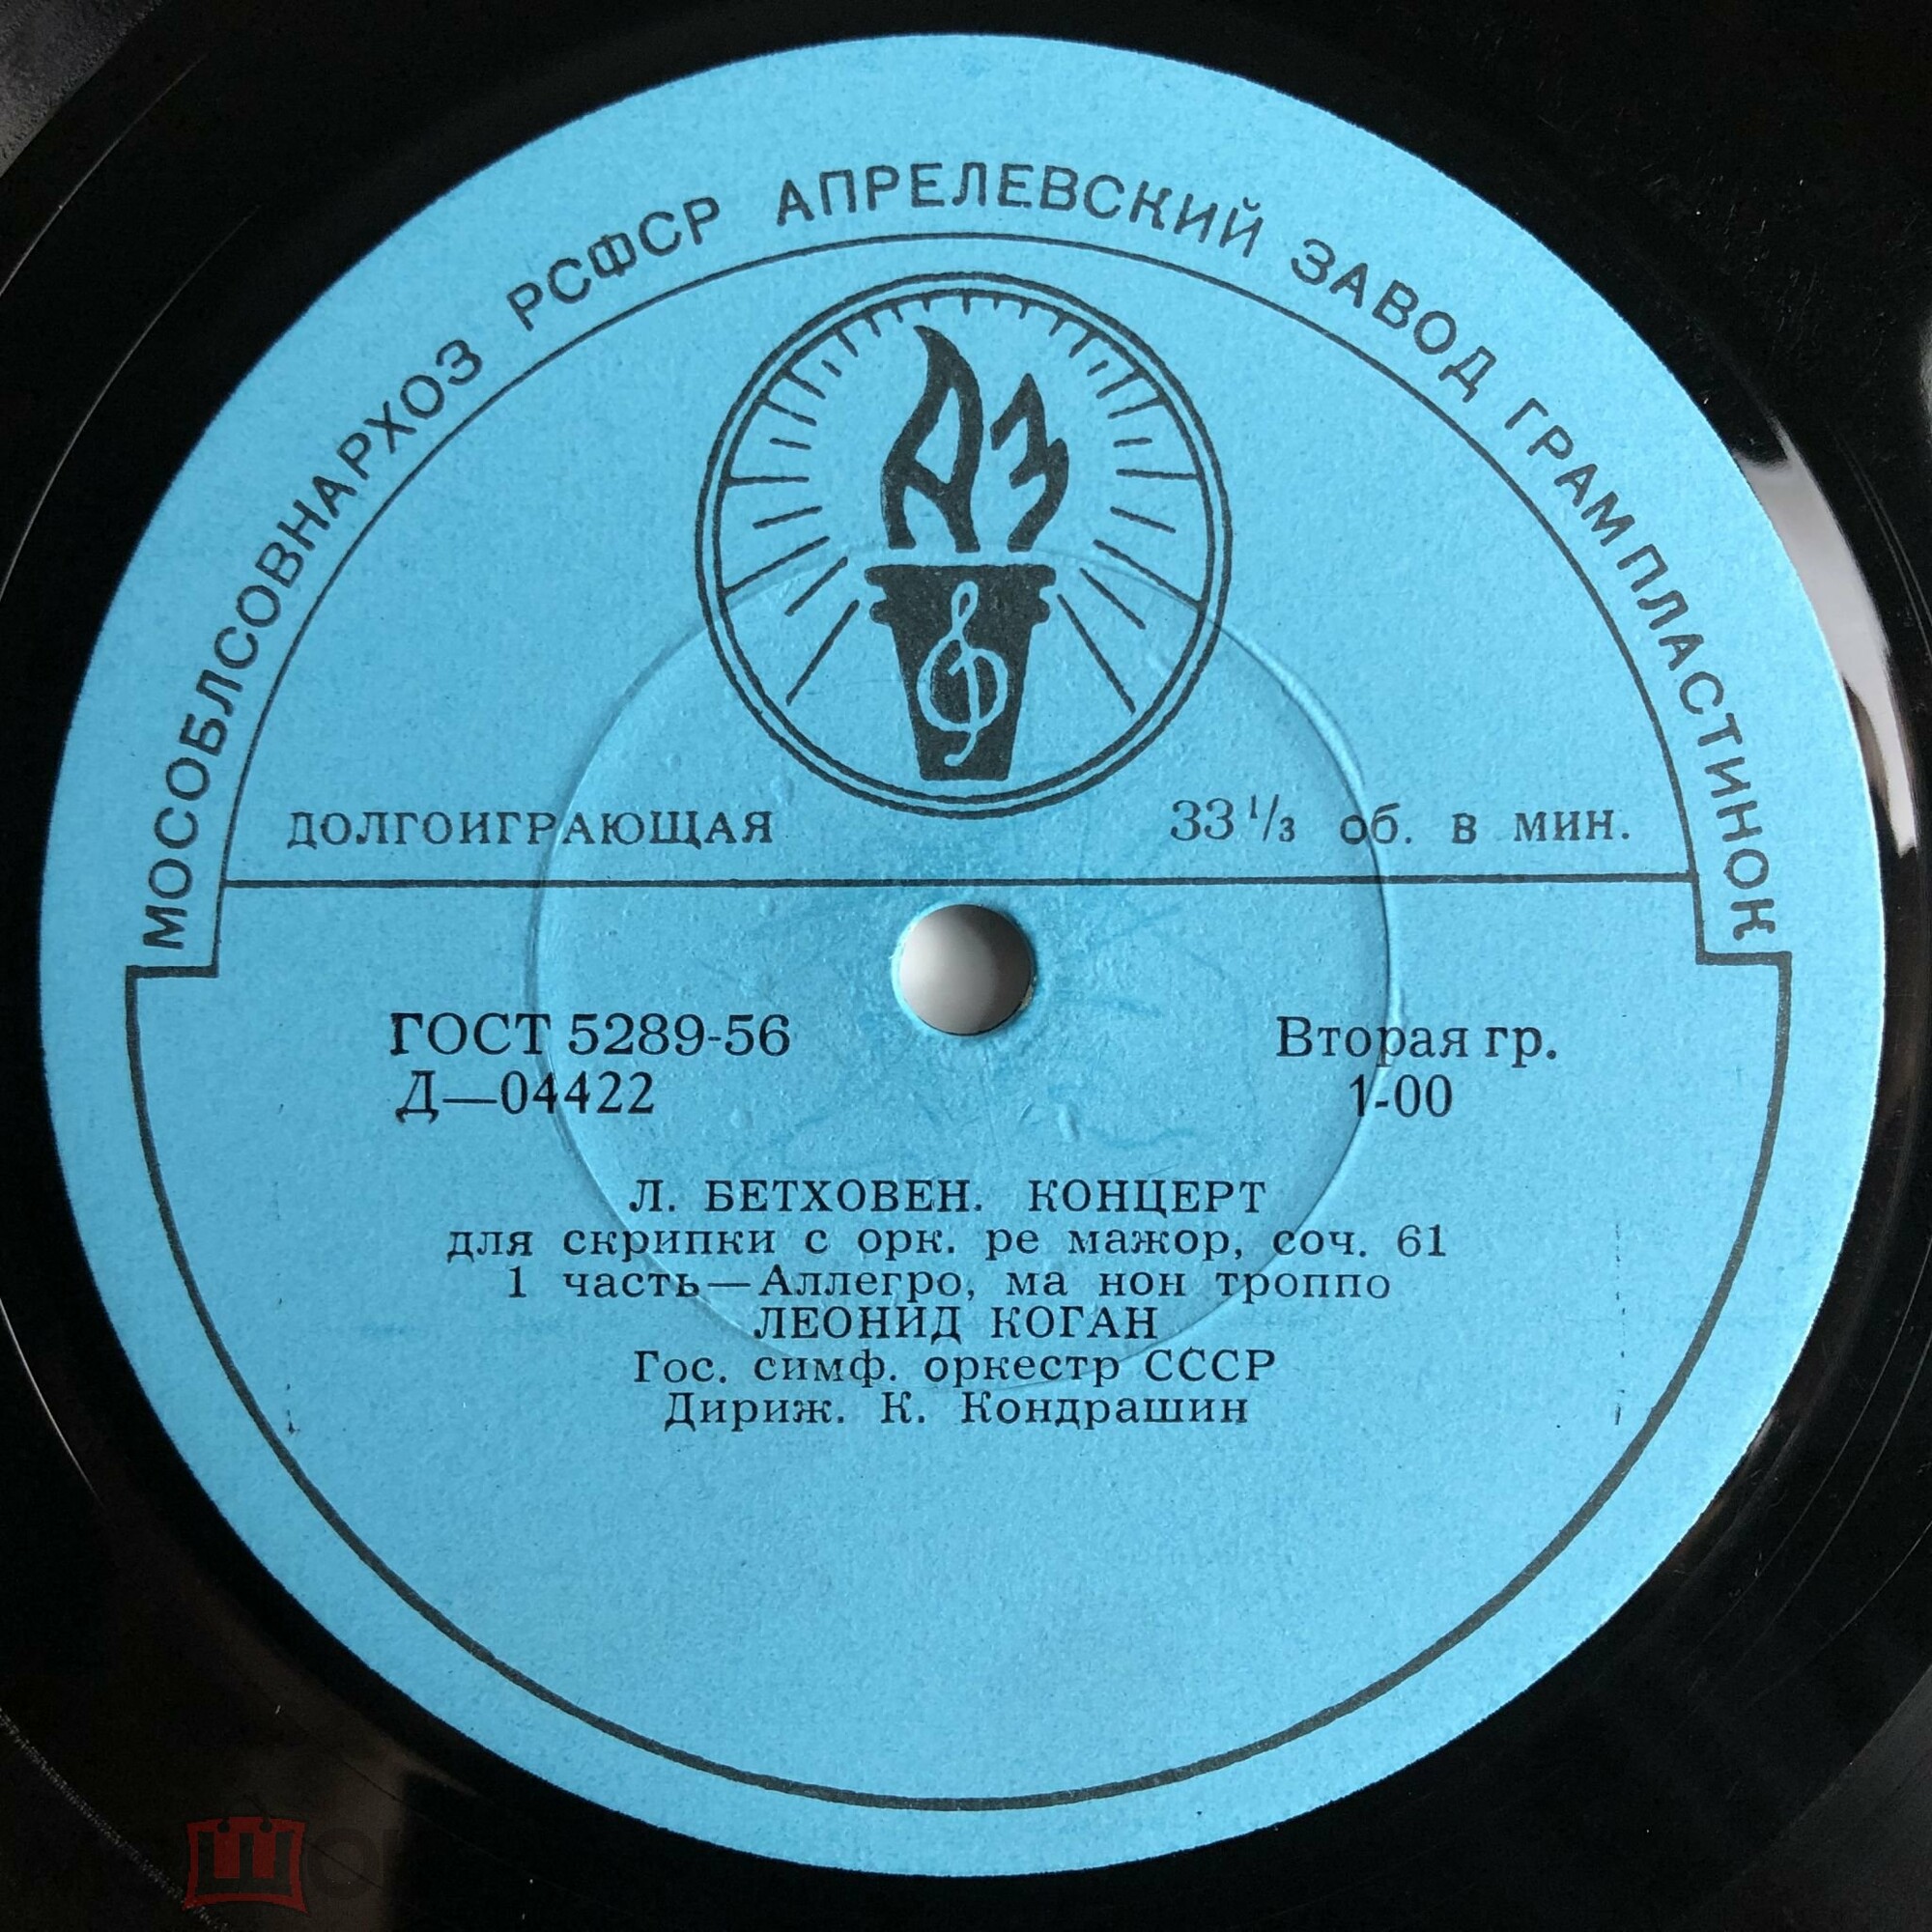 МОСОБЛСОВНАРХОЗ РСФСР АПРЕЛЕВСКИЙ ЗАВОД ГРАМПЛАСТИНОК
АЗ
ДОЛГОИГРАЮЩАЯ 33 1/3 об. в мин.
ГОСТ 5289-56 Вторая гр.
Д—04422 1-00
Л. БЕТХОВЕН. КОНЦЕРТ
для скрипки с орк. ре мажор, соч. 61
1 часть—Аллегро, ма нон троппо
ЛЕОНИД КОГАН
Гос. симф. оркестр СССР
Дириж. К. Кондрашин